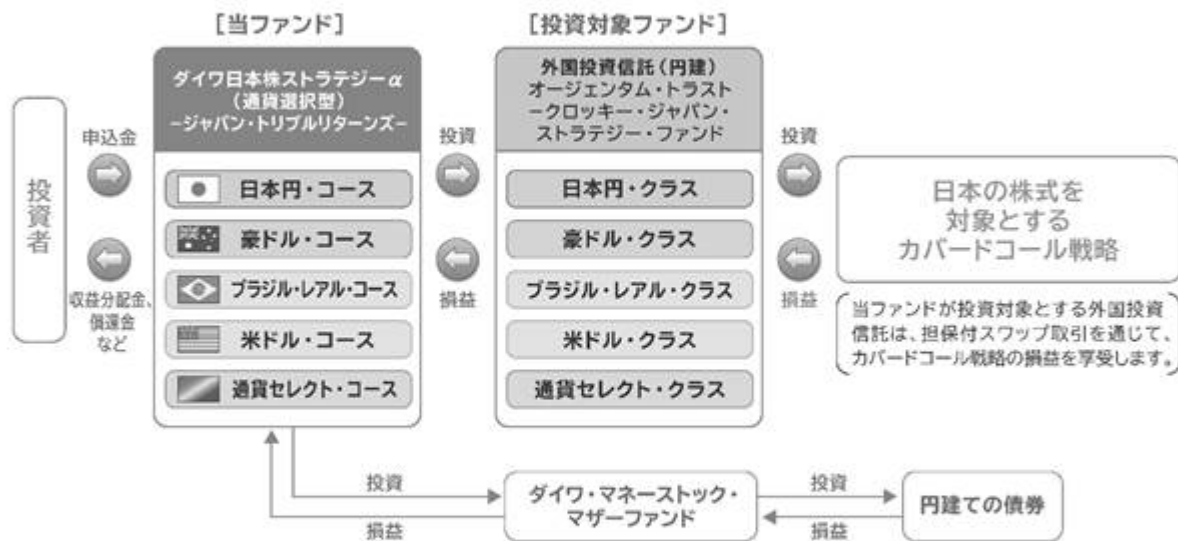 [当ファンド]
[投資対象ファンド]
投資者
申込金
収益分配金、
償還金
など
ダイワ日本株ストラテジーα
(通貨選択型)
－ジャパン・トリプルリターンズ－
日本円・コース
豪ドル・コース
ブラジル・レアル・コース
米ドル・コース
通貨セレクト・コース
投資
損益
外国投資信託(円建)
オージェンタム・トラスト
－クロッキー・ジャパン・
ストラテジー・ファンド
日本円・クラス
豪ドル・クラス
ブラジル・レアル・クラス
米ドル・クラス
通貨セレクト・クラス
投資
損益
日本の株式を
対象とする
カバードコール戦略
当ファンドが投資対象とする外国投資
信託は、担保付スワップ取引を通じて、
カバードコール戦略の損益を享受します。
投資
損益
ダイワ・マネーストック・
マザーファンド
投資
損益
円建ての債券